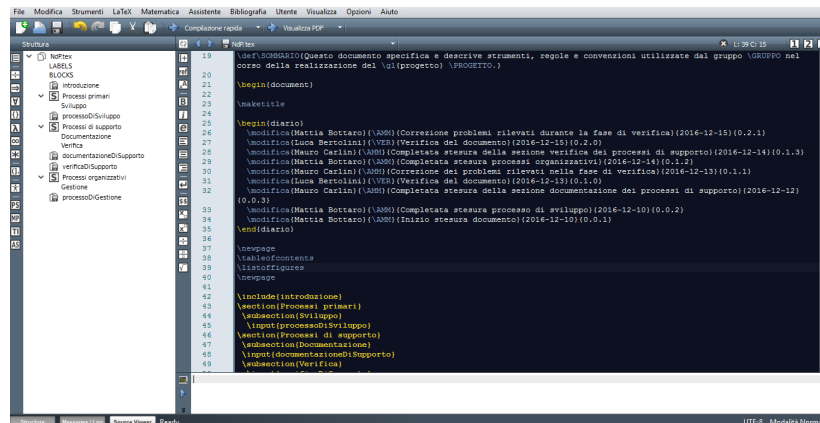 File Modifica Strumenti LaTeX Matematica Assistente Bibliografia Utente Visualizza Opzioni Aiuto
Compilazione rapida Visualizza PDF
Struttura NdP.tex L: 39 C: 15 1 2
NdP.tex
LABELS
BLOCKS
introduzione
Processi primari
Sviluppo
processoDiSviluppo
Processi di supporto
Documentazione
Verifica
documentazioneDiSupporto
verificaDiSupporto
Processi organizzativi
Gestione
processoDiGestione
19 \def\SOMMARIO{Questo documento specifica e descrive strumenti, regole e convenzioni utilizzate dal gruppo \GRUPPO nel
corso della realizzazione del \gl{progetto} \PROGETTO.}
20
21 \begin{document}
22
23 \maketitle
24
25 \begin{diario}
26 \modifica{Mattia Bottaro}{\AMM}{Correzione problemi rilevati durante la fase di verifica}{2016-12-15}{0.2.1}
27 \modifica{Luca Bertolini}{\VER}{Verifica del documento}{2016-12-15}{0.2.0}
28 \modifica{Mauro Carlin}{\AMM}{Completata stesura della sezione verifica dei processi di supporto}{2016-12-14}{0.1.3}
29 \modifica{Mattia Bottaro}{\AMM}{Completata stesura processi organizzativi}{2016-12-14}{0.1.2}
30 \modifica{Mauro Carlin}{\AMM}{Correzione dei problemi rilevati nella fase di verifica}{2016-12-13}{0.1.1}
31 \modifica{Luca Bertolini}{\VER}{Verifica del documento}{2016-12-13}{0.1.0}
32 \modifica{Mauro Carlin}{\AMM}{Completata stesura della sezione documentazione dei processi di supporto}{2016-12-12}
{0.0.3}
33 \modifica{Mattia Bottaro}{\AMM}{Completata stesura processo di sviluppo}{2016-12-10}{0.0.2}
34 \modifica{Mattia Bottaro}{\AMM}{Inizio stesura documento}{2016-12-10}{0.0.1}
35 \end{diario}
36
37 \newpage
38 \tableofcontents
39 \listoffigures
40 \newpage
41
42 \include{introduzione}
43 \section{Processi primari}
44 \subsection{Sviluppo}
45 \input{processoDiSviluppo}
46 \section{Processi di supporto}
47 \subsection{Documentazione}
48 \input{documentazioneDiSupporto}
49 \subsection{Verifica}
Source Viewer Ready UTF-8 Modalità Norm